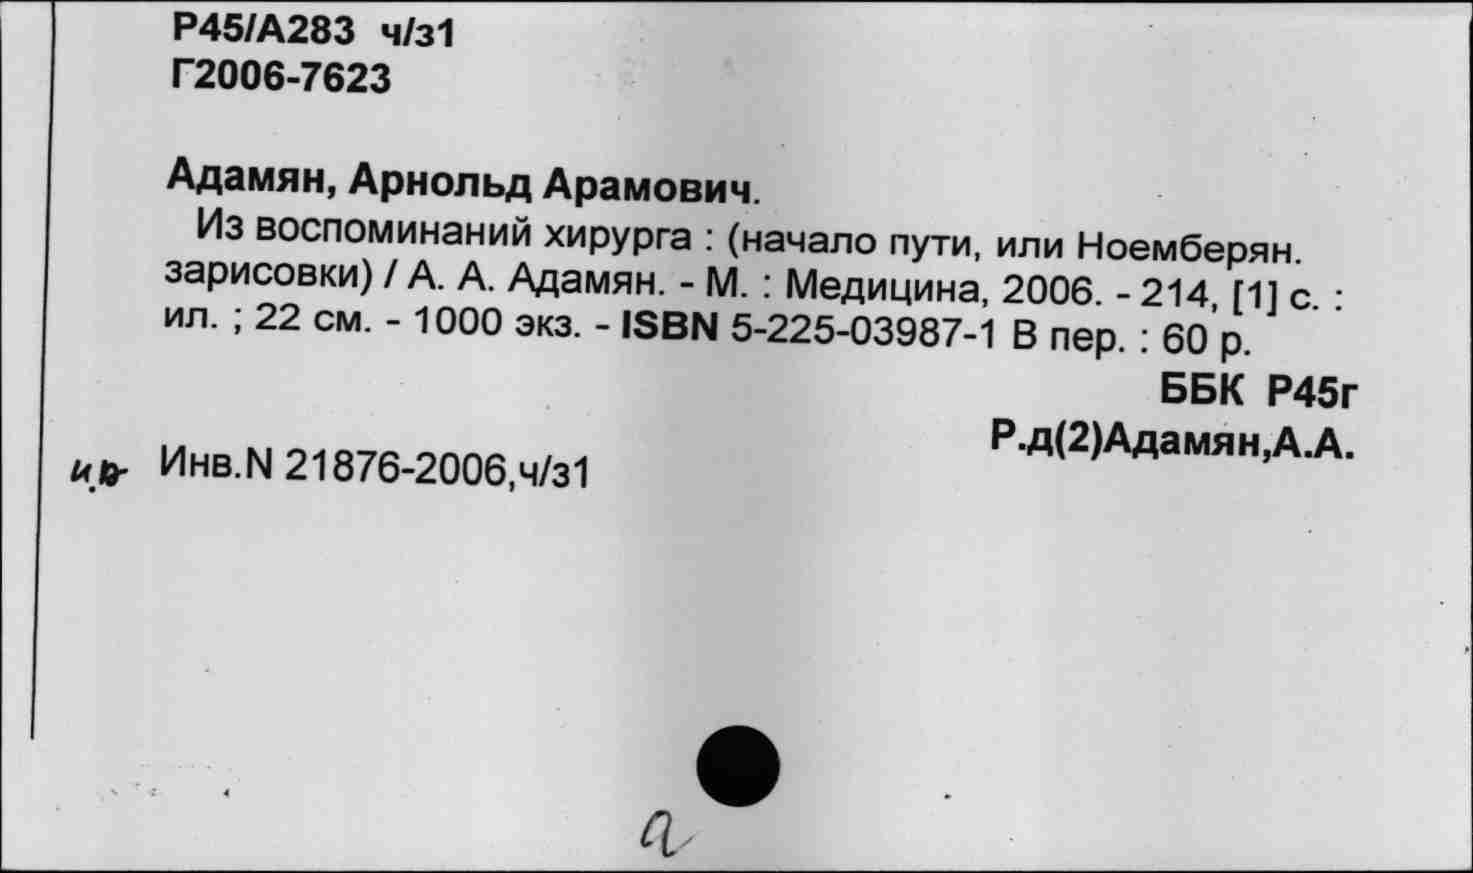 Р45/А283 ч/з1
Г2006-7623
Адамян, Арнольд Арамович.
Из воспоминаний хирурга : (начало пути, или Ноемберян.
зарисовки) / А. А. Адамян. - М. : Медицина, 2006. - 214, [1] с. :
ил. ; 22 см. - 1000 экз. - ISBN 5-225-03987-1 В пер. : 60 р.
ББК Р45г
Р.д(2)Адамян,А.А.
Инв.N 21876-2006,ч/з1
а